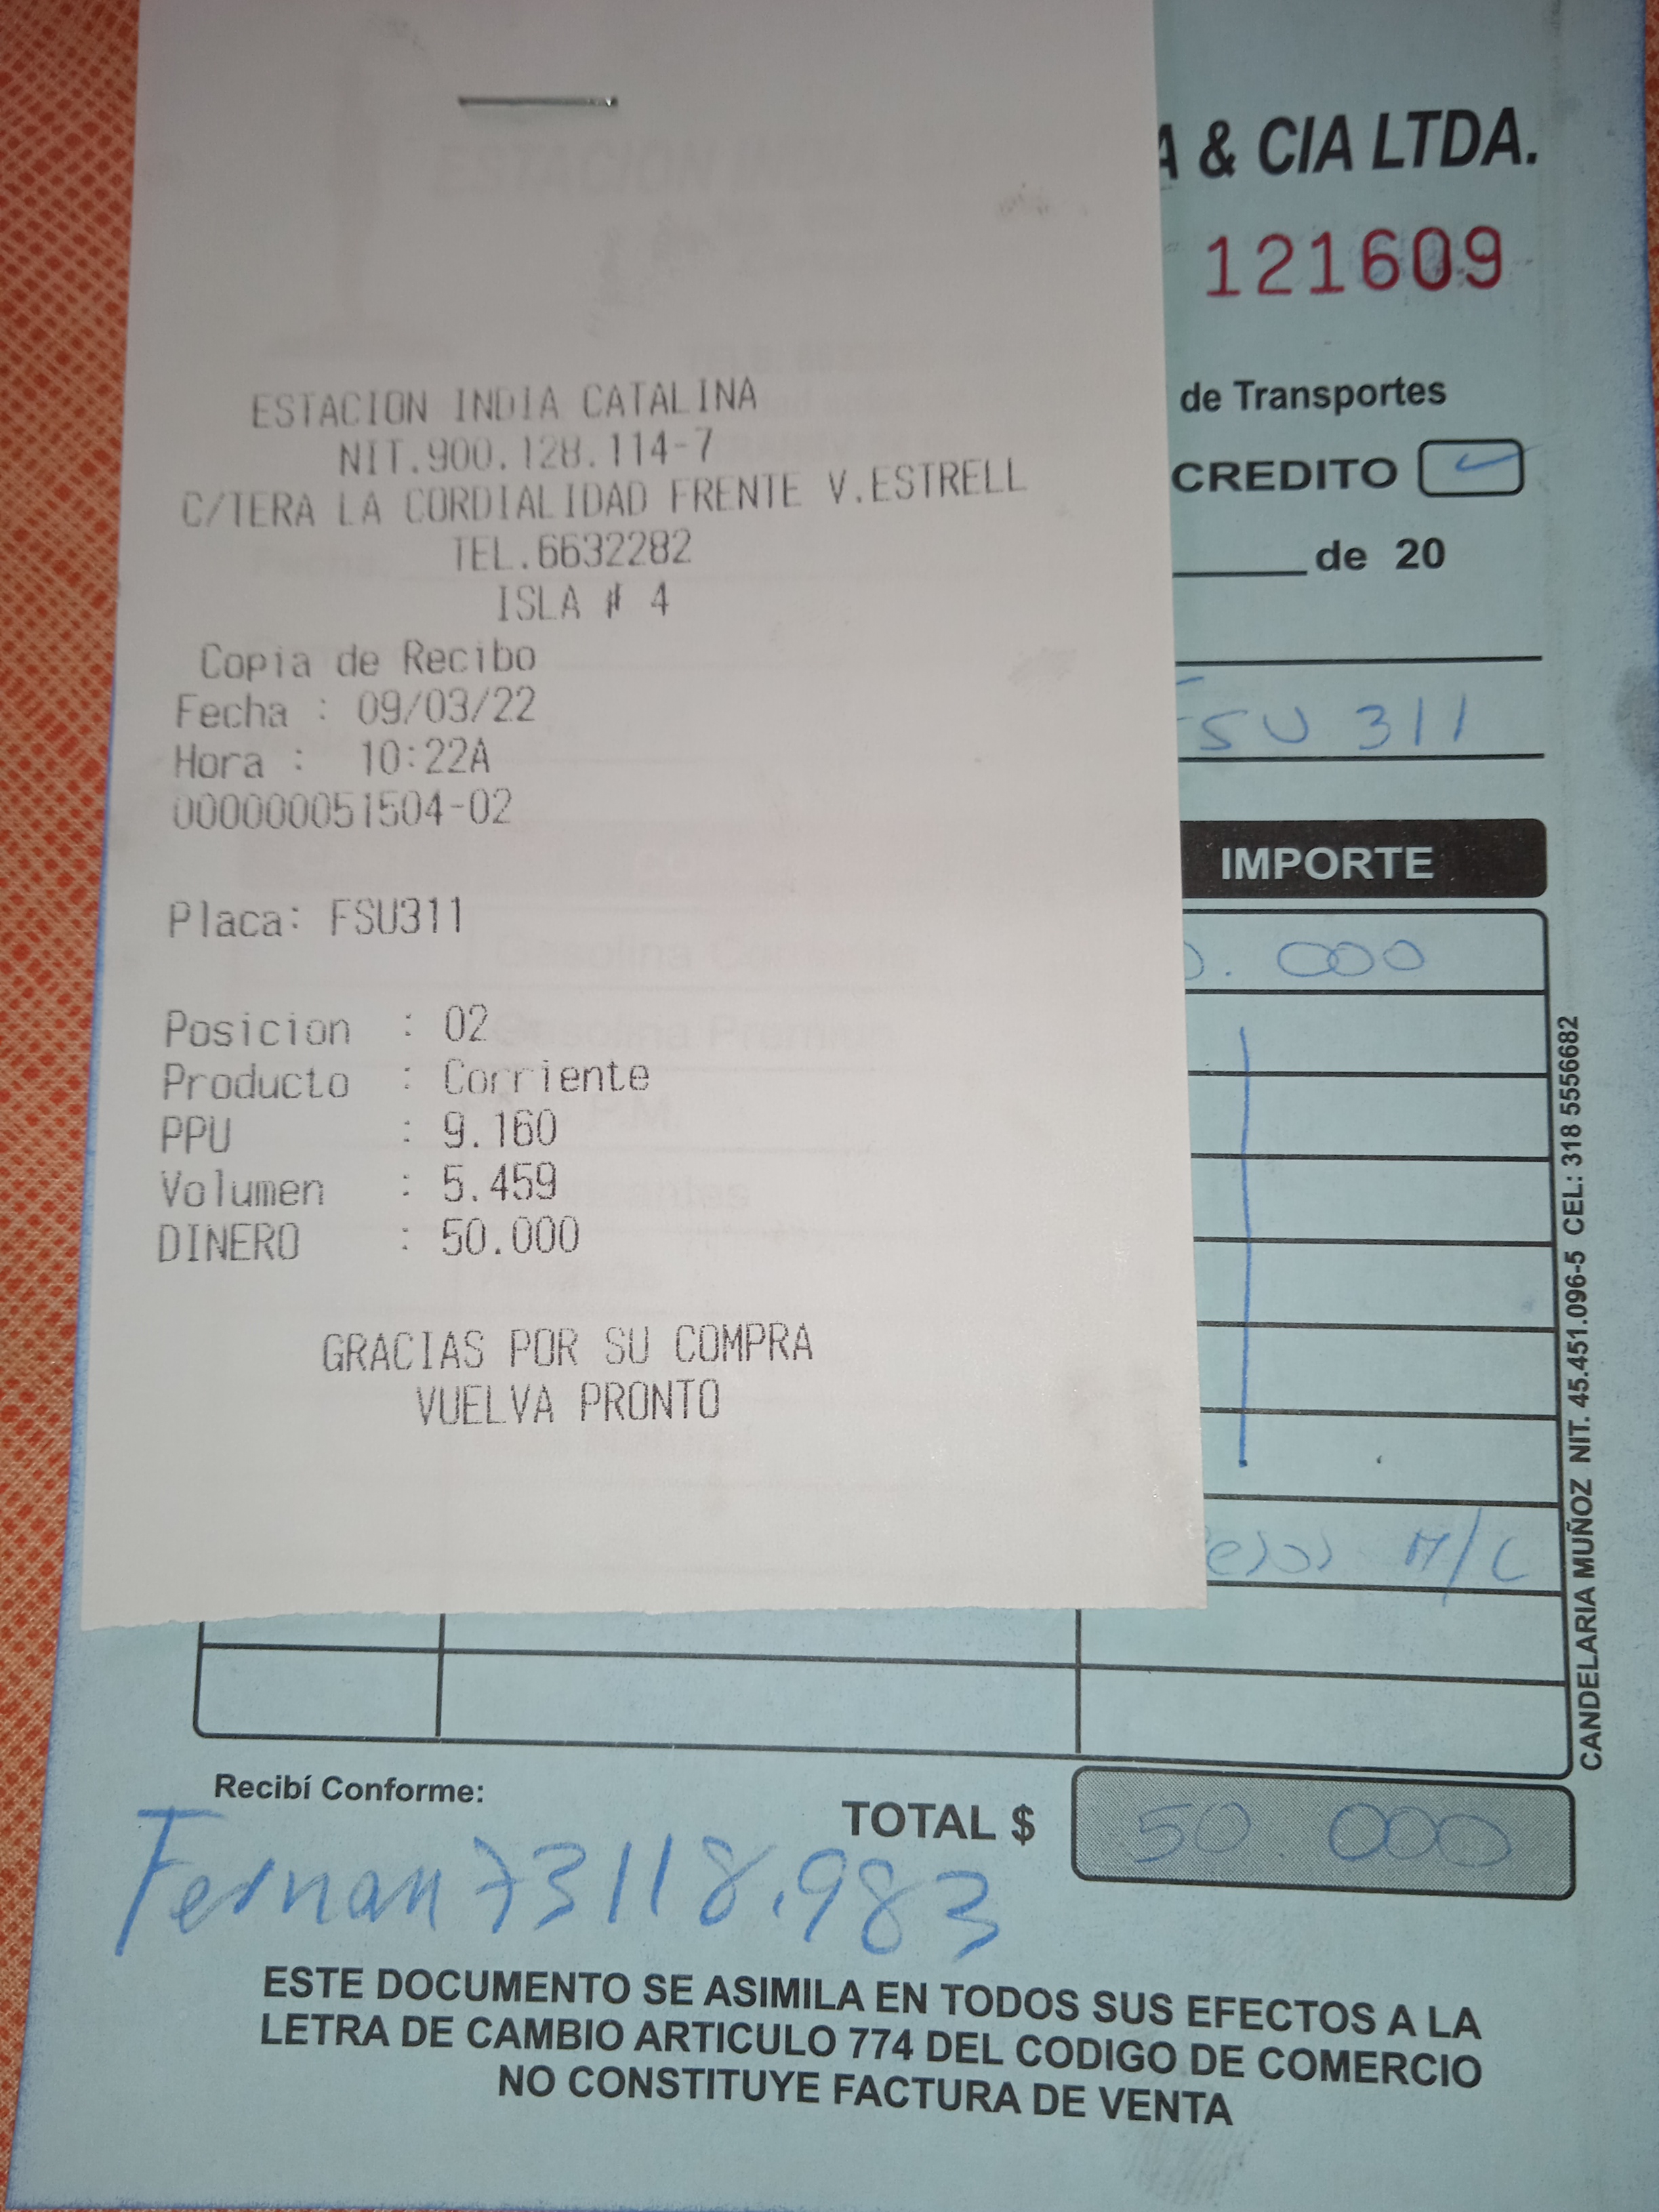 A & CIA LTDA.
121609
de Transportes
CREDITO
de 20
FSU 311
IMPORTE
0.000
M/C
ESTACION INDIA CATALINA
NIT.900.128.114-7
C/TERA LA CORDIALIDAD FRENTE V.ESTRELL
TEL.6632282
ISLA # 4
Copia de Recibo
Fecha : 09/03/22
Hora : 10:22A
000000051504-02
Placa: FSU311
Posicion : 02
Producto : Corriente
PPU : 9.160
Volumen : 5.459
DINERO : 50.000
GRACIAS POR SU COMPRA
VUELVA PRONTO
CANDELARIA MUÑOZ NIT. 45.451.096-5 CEL: 318 5556682
Recibí Conforme:
TOTAL $ 50.000
Fernan 73118.983
ESTE DOCUMENTO SE ASIMILA EN TODOS SUS EFECTOS A LA
LETRA DE CAMBIO ARTICULO 774 DEL CODIGO DE COMERCIO
NO CONSTITUYE FACTURA DE VENTA